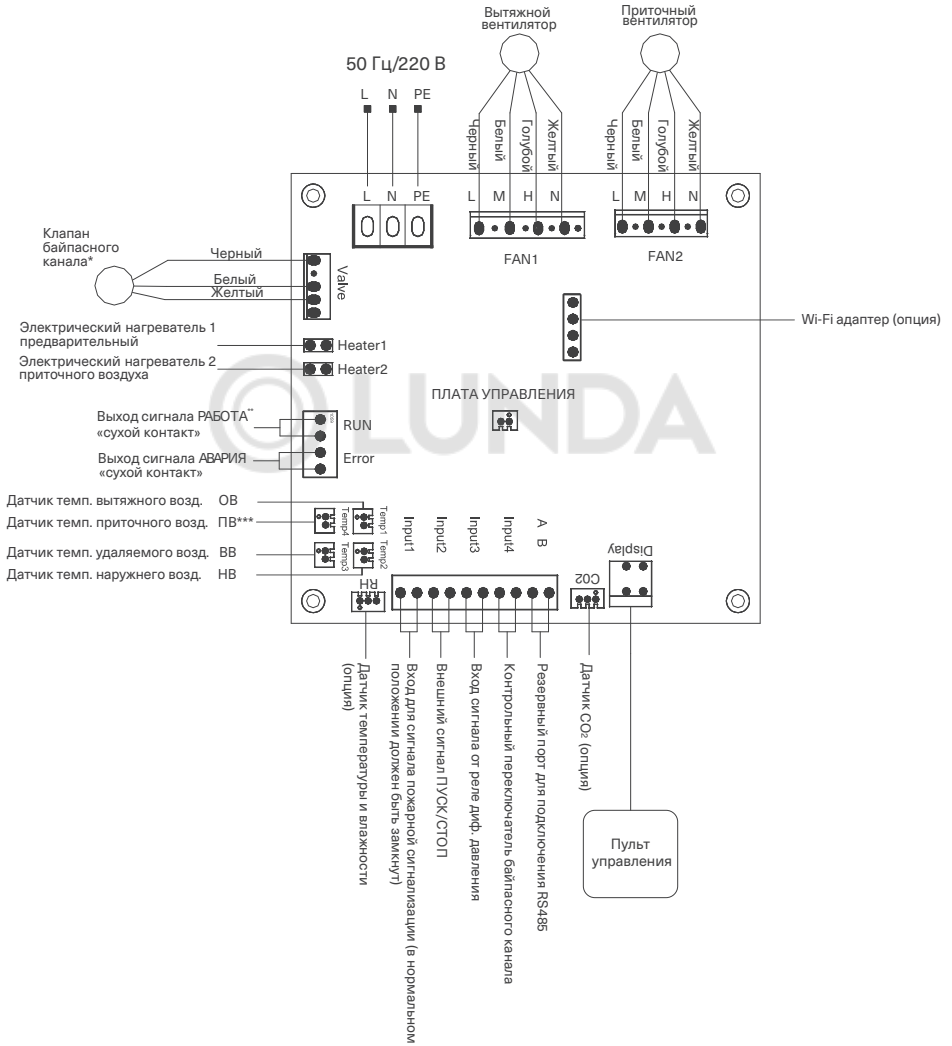 Вытяжной
вентилятор
Приточный
вентилятор
50 Гц/220 В
L N PE
Черный
Белый
Голубой
Желтый
Черный
Белый
Голубой
Желтый
L N PE
L M H N
L M H N
FAN1
FAN2
Клапан
байпасного
канала*
Черный
Белый
Желтый
Valve
Wi-Fi адаптер (опция)
Электрический нагреватель 1
предварительный
Heater1
Электрический нагреватель 2
приточного воздуха
Heater2
LUNDA
ПЛАТА УПРАВЛЕНИЯ
Выход сигнала РАБОТА**
«сухой контакт»
RUN
Выход сигнала АВАРИЯ
«сухой контакт»
Error
Датчик темп. вытяжного возд. ОВ
Датчик темп. приточного возд. ПВ***
Датчик темп. удаляемого возд. ВВ
Датчик темп. наружнего возд. НВ
Temp4
Temp1
Temp3
Temp2
RH
Input1
Input2
Input3
Input4
A B
CO2
Display
Датчик температуры и влажности
(опция)
Вход для сигнала пожарной сигнализации (в нормальном
положении должен быть замкнут)
Внешний сигнал ПУСК/СТОП
Вход сигнала от реле диф. давления
Контрольный переключатель байпасного канала
Резервный порт для подключения RS485
Датчик CO2 (опция)
Пульт
управления